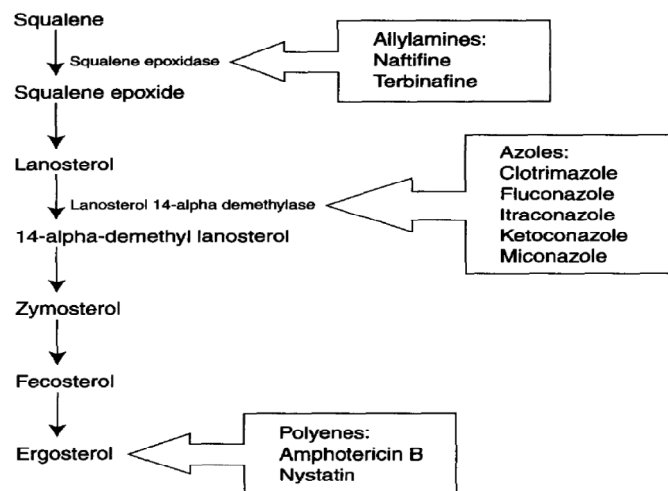 Squalene
Squalene epoxidase
Allylamines:
Naftifine
Terbinafine
Squalene epoxide
Lanosterol
Lanosterol 14-alpha demethylase
Azoles:
Clotrimazole
Fluconazole
Itraconazole
Ketoconazole
Miconazole
14-alpha-demethyl lanosterol
Zymosterol
Fecosterol
Ergosterol
Polyenes:
Amphotericin B
Nystatin